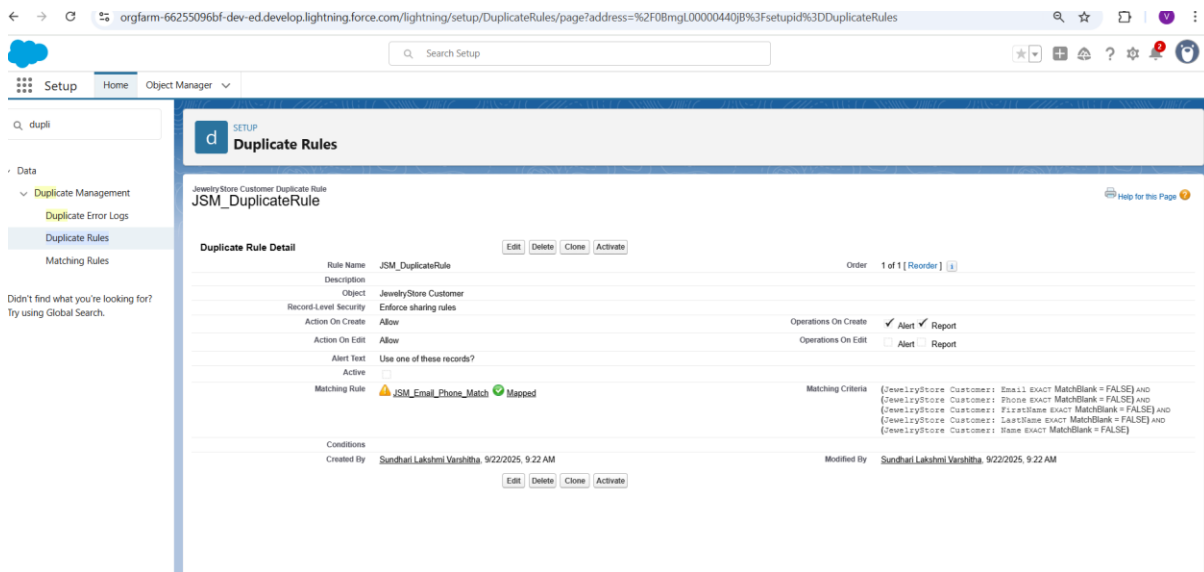 orgfarm-66255096bf-dev-ed.develop.lightning.force.com/lightning/setup/DuplicateRules/page?address=%2F0BmgL00000440jB%3Fsetupid%3DDuplicateRules
V
Search Setup
2
Setup Home Object Manager
dupli
SETUP
Duplicate Rules
d
Data
Duplicate Management
Duplicate Error Logs
Duplicate Rules
Matching Rules
Didn't find what you're looking for?
Try using Global Search.
JewelryStore Customer Duplicate Rule
JSM_DuplicateRule
Help for this Page ?
Duplicate Rule Detail Edit Delete Clone Activate
Rule Name JSM_DuplicateRule Order 1 of 1 [ Reorder ] i
Description
Object JewelryStore Customer
Record-Level Security Enforce sharing rules
Action On Create Allow Operations On Create Alert Report
Action On Edit Allow Operations On Edit Alert Report
Alert Text Use one of these records?
Active
Matching Rule JSM_Email_Phone_Match Mapped Matching Criteria (JewelryStore Customer: Email EXACT MatchBlank = FALSE) AND
(JewelryStore Customer: Phone EXACT MatchBlank = FALSE) AND
(JewelryStore Customer: FirstName EXACT MatchBlank = FALSE) AND
(JewelryStore Customer: LastName EXACT MatchBlank = FALSE) AND
(JewelryStore Customer: Name EXACT MatchBlank = FALSE)
Conditions
Created By Sundhari Lakshmi Varshitha, 9/22/2025, 9:22 AM Modified By Sundhari Lakshmi Varshitha, 9/22/2025, 9:22 AM
Edit Delete Clone Activate